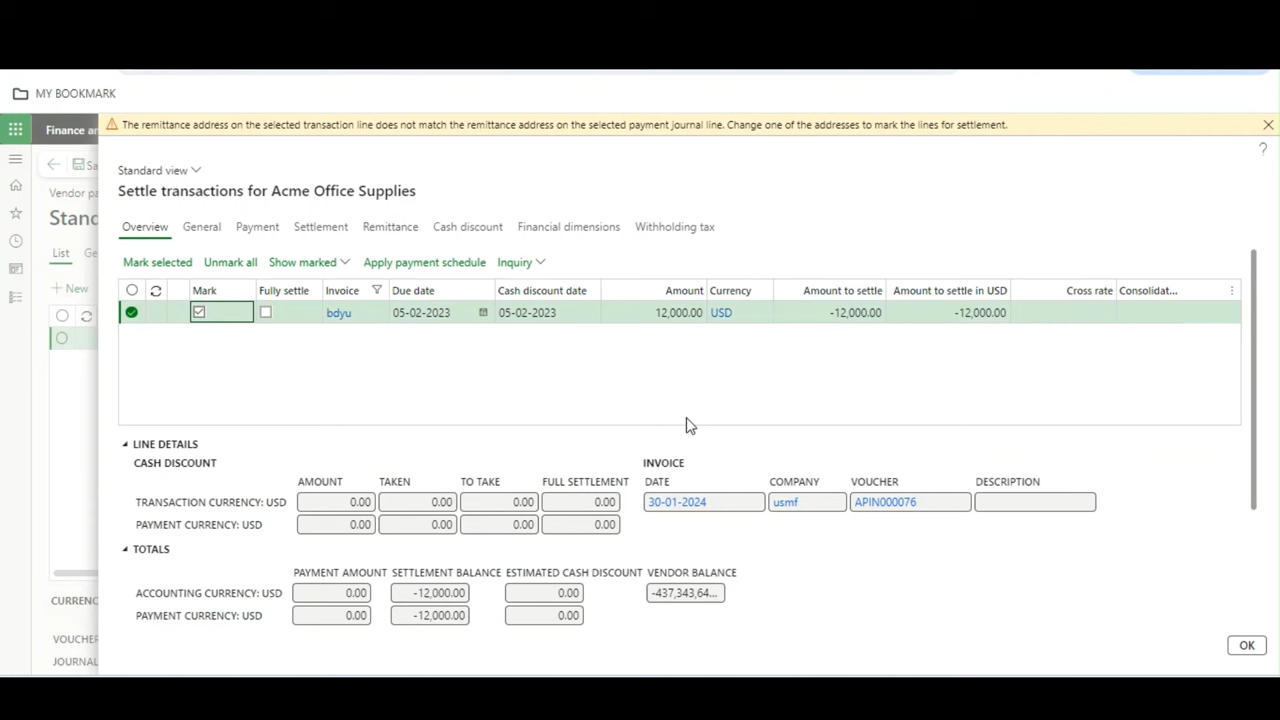 MY BOOKMARK
Finance an
The remittance address on the selected transaction line does not match the remittance address on the selected payment journal line. Change one of the addresses to mark the lines for settlement.
Sa
Standard view
Vendor pa
Settle transactions for Acme Office Supplies
Stand
Overview General Payment Settlement Remittance Cash discount Financial dimensions Withholding tax
List Ge
Mark selected Unmark all Show marked Apply payment schedule Inquiry
+ New
Mark Fully settle Invoice Due date Cash discount date Amount Currency Amount to settle Amount to settle in USD Cross rate Consolidat...
bdyu 05-02-2023 05-02-2023 12,000.00 USD -12,000.00 -12,000.00
LINE DETAILS
CASH DISCOUNT INVOICE
AMOUNT TAKEN TO TAKE FULL SETTLEMENT DATE COMPANY VOUCHER DESCRIPTION
TRANSACTION CURRENCY: USD 0.00 0.00 0.00 0.00 30-01-2024 usmf APIN000076
PAYMENT CURRENCY: USD 0.00 0.00 0.00 0.00
TOTALS
PAYMENT AMOUNT SETTLEMENT BALANCE ESTIMATED CASH DISCOUNT VENDOR BALANCE
ACCOUNTING CURRENCY: USD 0.00 -12,000.00 0.00 -437,343,64...
CURRENC
PAYMENT CURRENCY: USD 0.00 -12,000.00 0.00
VOUCHER
OK
JOURNAL